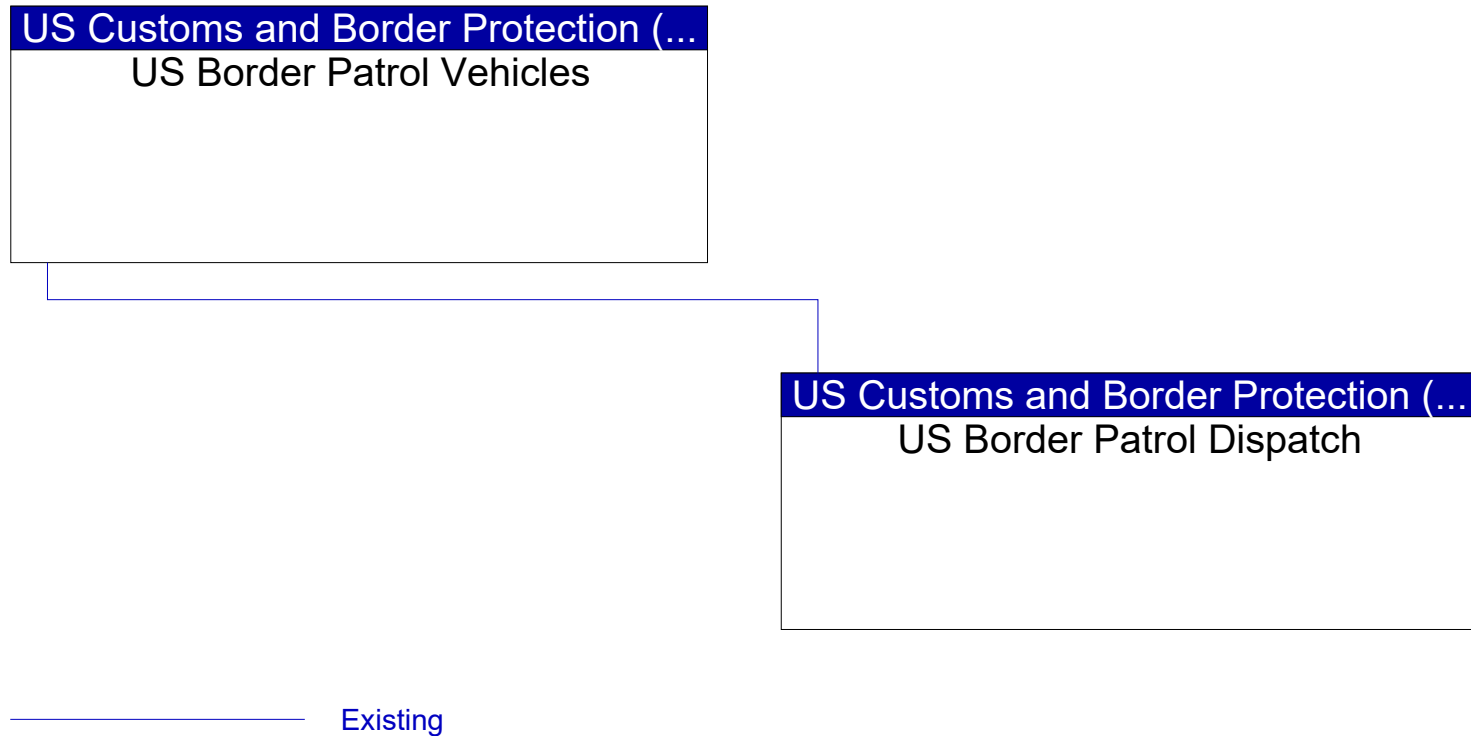 US Customs and Border Protection (...
US Border Patrol Vehicles
US Customs and Border Protection (...
US Border Patrol Dispatch
Existing